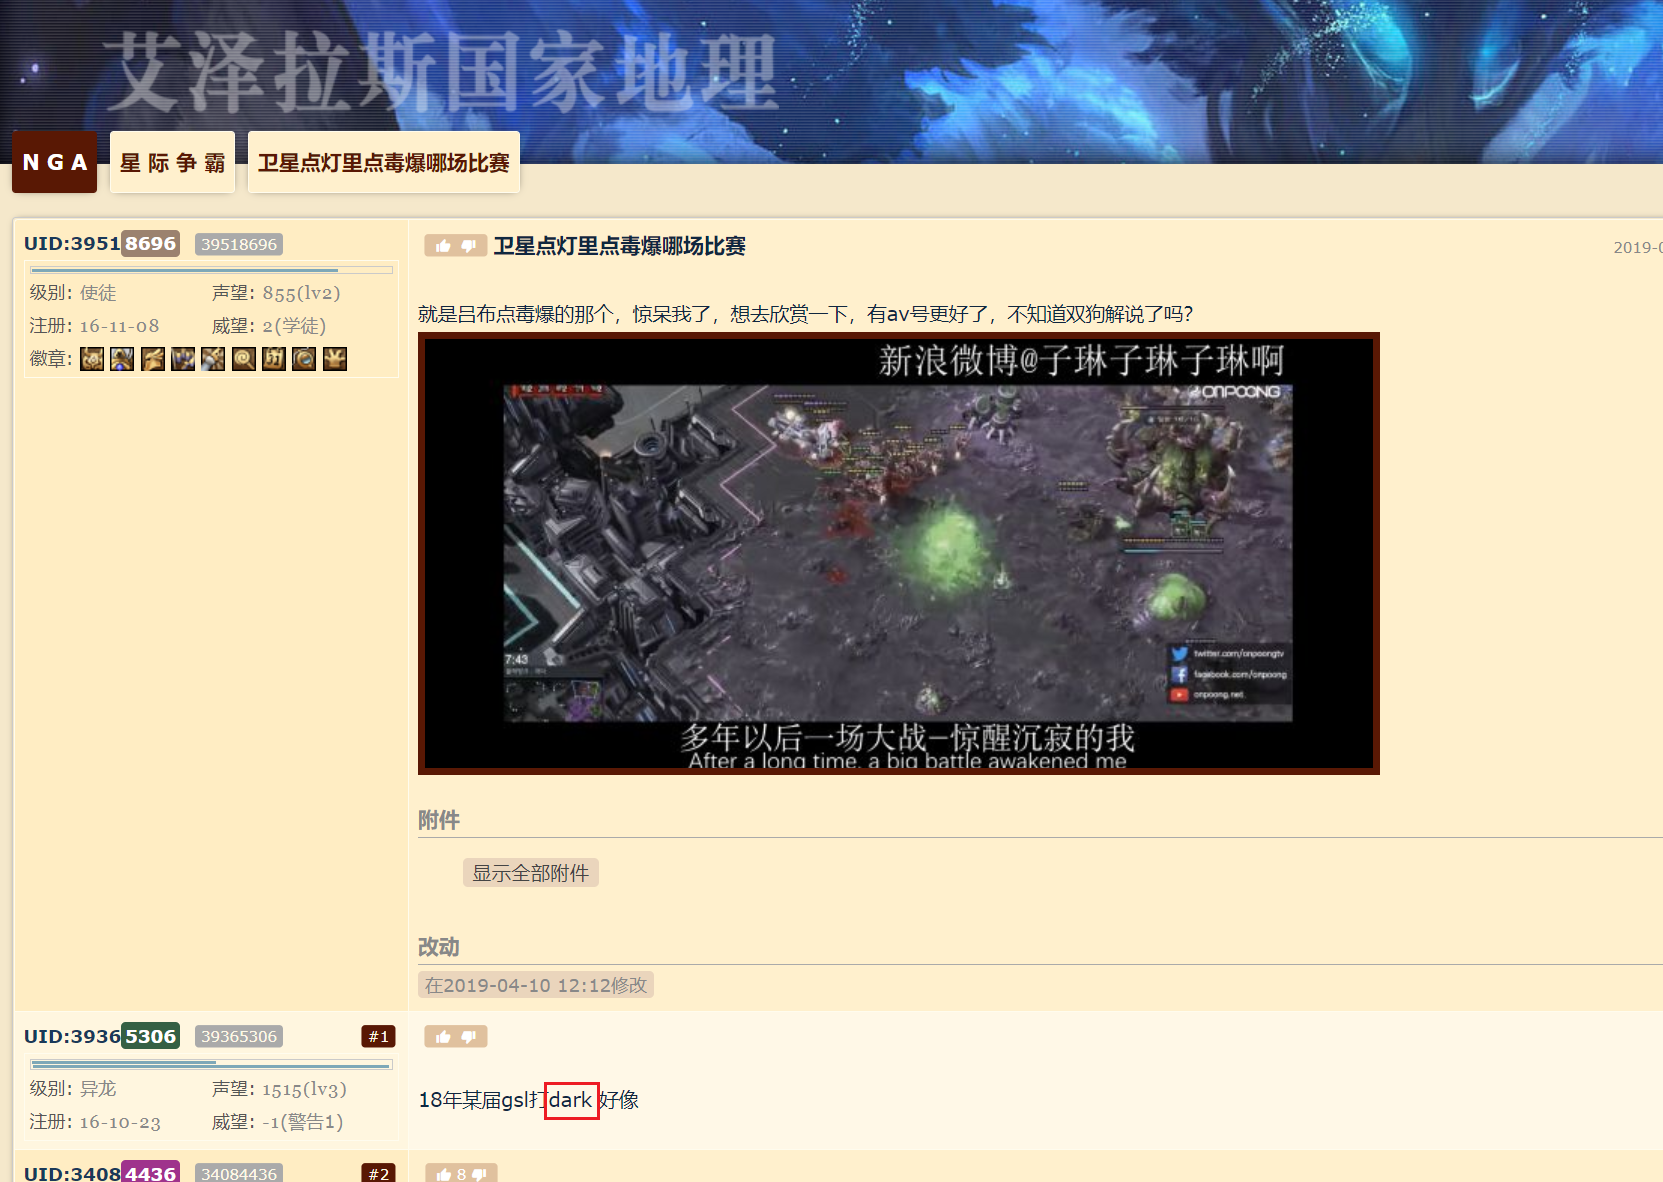 艾泽拉斯国家地理
NGA
星际争霸
卫星点灯里点毒爆哪场比赛
UID:39518696 39518696
级别: 使徒 声望: 855(lv2)
注册: 16-11-08 威望: 2(学徒)
徽章:
卫星点灯里点毒爆哪场比赛
2019-0
就是吕布点毒爆的那个，惊呆我了，想去欣赏一下，有av号更好了，不知道双狗解说了吗?
新浪微博@子琳子琳子琳啊
ONPOONG
7:43
twitter.com/onpoongtv
facebook.com/onpoong
onpoong.net
多年以后一场大战-惊醒沉寂的我
After a long time, a big battle awakened me
附件
显示全部附件
改动
在2019-04-10 12:12修改
UID:39365306 39365306 #1
级别: 异龙 声望: 1515(lv3)
注册: 16-10-23 威望: -1(警告1)
18年某届gsl打dark 好像
UID:34084436 34084436 #2
8